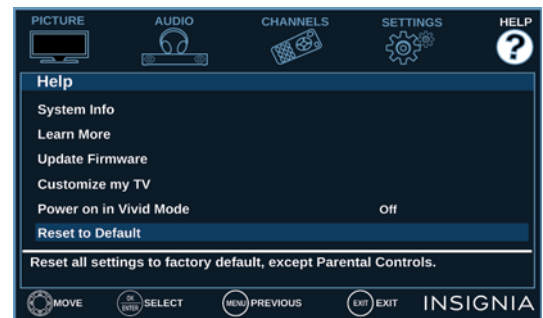 PICTURE AUDIO CHANNELS SETTINGS HELP
?
Help
System Info
Learn More
Update Firmware
Customize my TV
Power on in Vivid Mode Off
Reset to Default
Reset all settings to factory default, except Parental Controls.
MOVE OK ENTER SELECT MENU PREVIOUS EXIT EXIT INSIGNIA